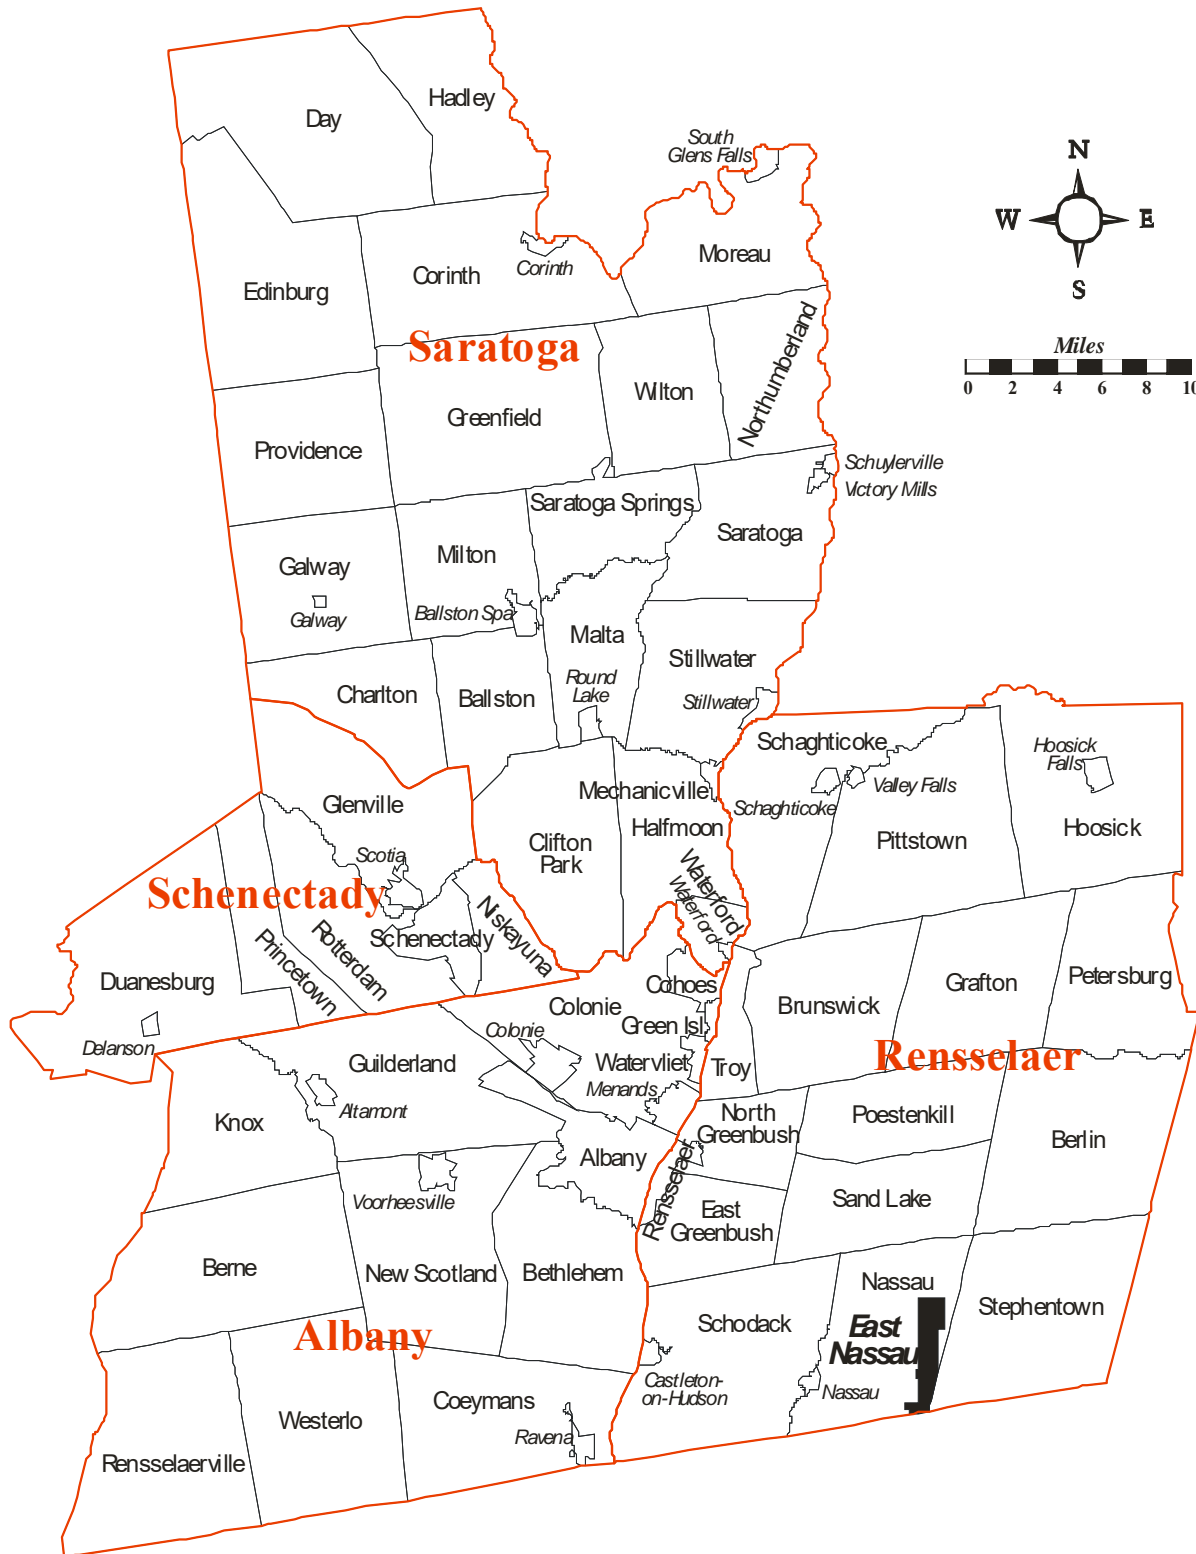 Hadley
Day
South
Glens Falls
N
W
E
S
Moreau
Corinth
Corinth
Edinburg
Saratoga
Miles
0 2 4 6 8 10
Northumberland
Wilton
Greenfield
Providence
Schuylerville
Victory Mills
Saratoga Springs
Saratoga
Milton
Galway
Galway
Ballston Spa
Malta
Stillwater
Round
Lake
Stillwater
Charlton
Ballston
Schaghticoke
Hoosick
Falls
Valley Falls
Schaghticoke
Mechanicville
Halfmoon
Glenville
Clifton
Park
Pittstown
Hoosick
Scotia
Schenectady
Waterford
Waterford
Niskayuna
Schenectady
Rotterdam
Princetown
Duanesburg
Delanson
Cohoes
Colonie
Green Isl.
Colonie
Watervliet
Menands
Troy
Brunswick
Grafton
Petersburg
Rensselaer
Guilderland
Altamont
Knox
North
Greenbush
Poestenkill
Berlin
Albany
Rensselaer
Voorheesville
Sand Lake
East
Greenbush
Berne
New Scotland
Bethlehem
Nassau
Stephentown
Schodack
East
Nassau
Albany
Castleton-
on-Hudson
Nassau
Coeymans
Westerlo
Ravena
Rensselaerville